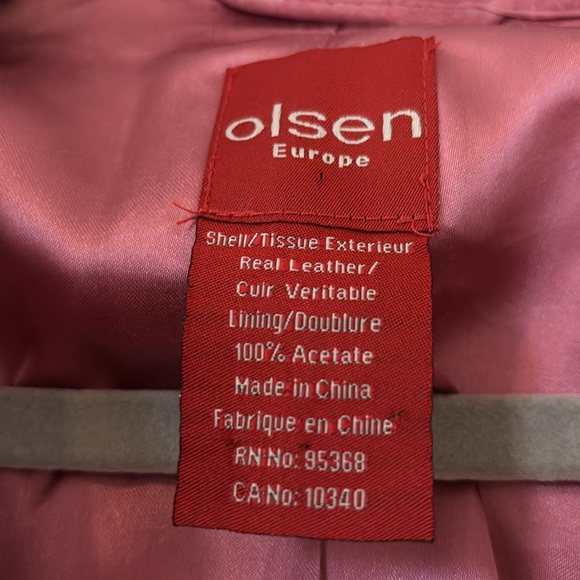 olsen
Europe
Shell/Tissue Exterieur
Real Leather/
Cuir Veritable
Lining/Doublure
100% Acetate
Made in China
Fabrique en Chine
RN No: 95368
CA No: 10340